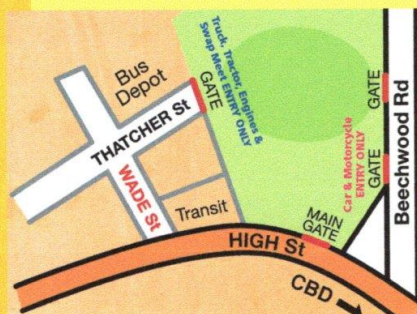 Bus
Depot
THATCHER St
WADE St
Transit
GATE
Truck, Tractor, Engines &
Swap Meet ENTRY ONLY
GATE
GATE
Car & Motorcycle
ENTRY ONLY
Beechwood Rd
MAIN
GATE
HIGH St
CBD